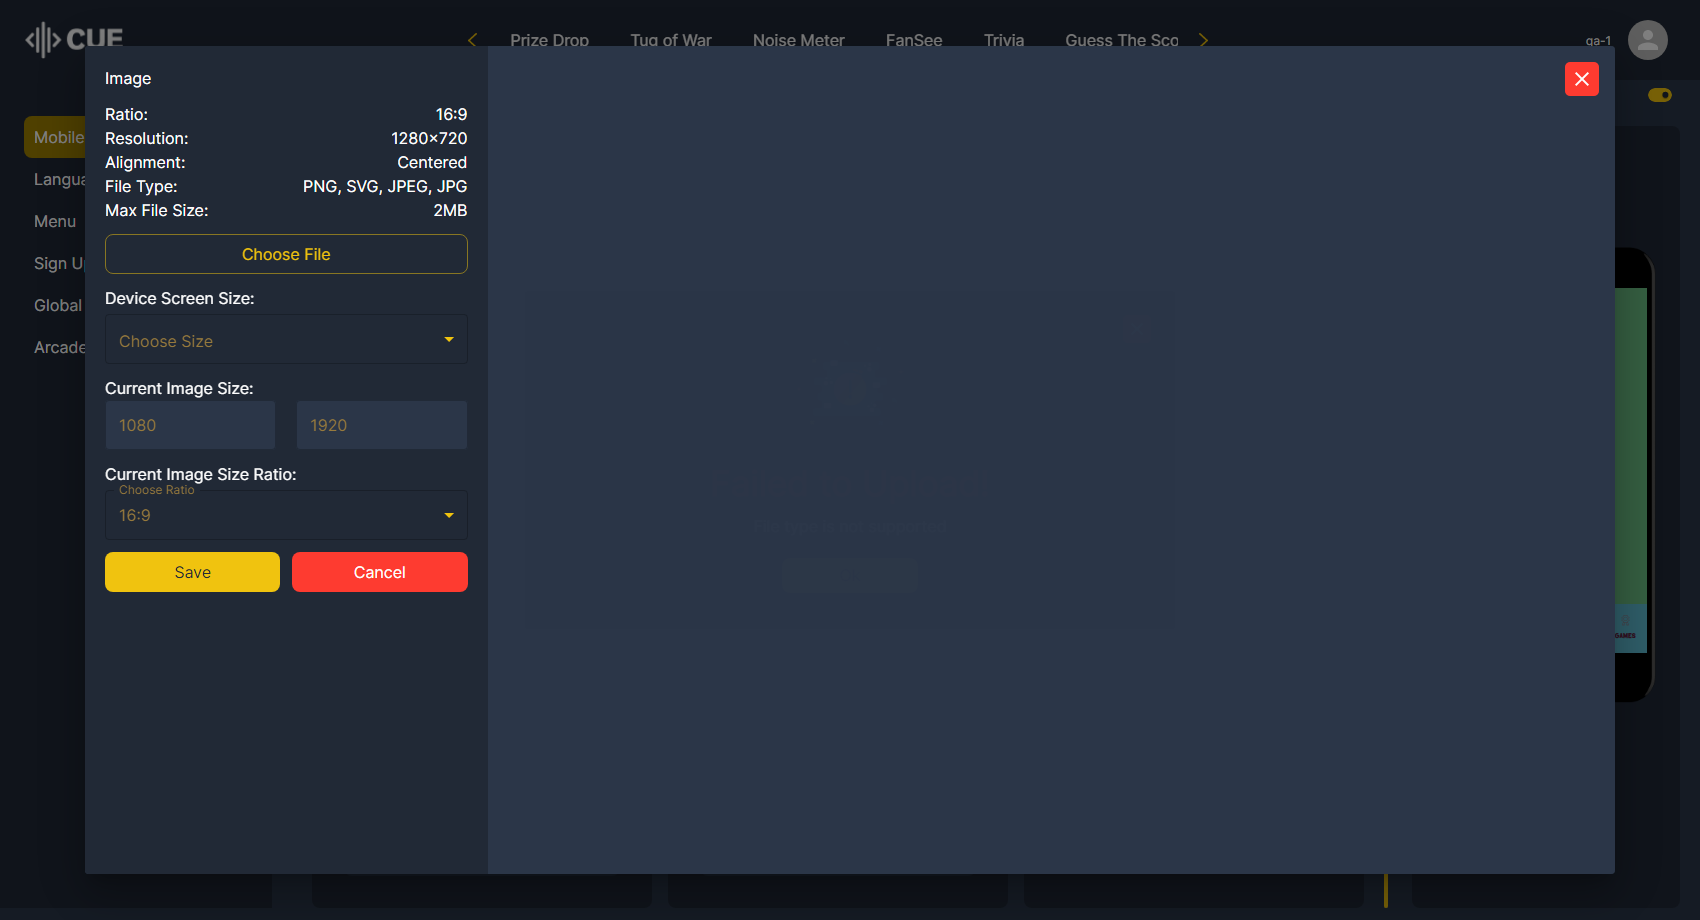 CUE
Prize Drop
Tug of War
Noise Meter
FanSee
Trivia
Guess The Sco
qa-1
Mobile
Langua
Menu
Sign U
Global
Arcade
Image
Ratio: 16:9
Resolution: 1280×720
Alignment: Centered
File Type: PNG, SVG, JPEG, JPG
Max File Size: 2MB
Choose File
Device Screen Size:
Choose Size
Current Image Size:
1080 1920
Current Image Size Ratio:
Choose Ratio
16:9
Save Cancel
GAMES